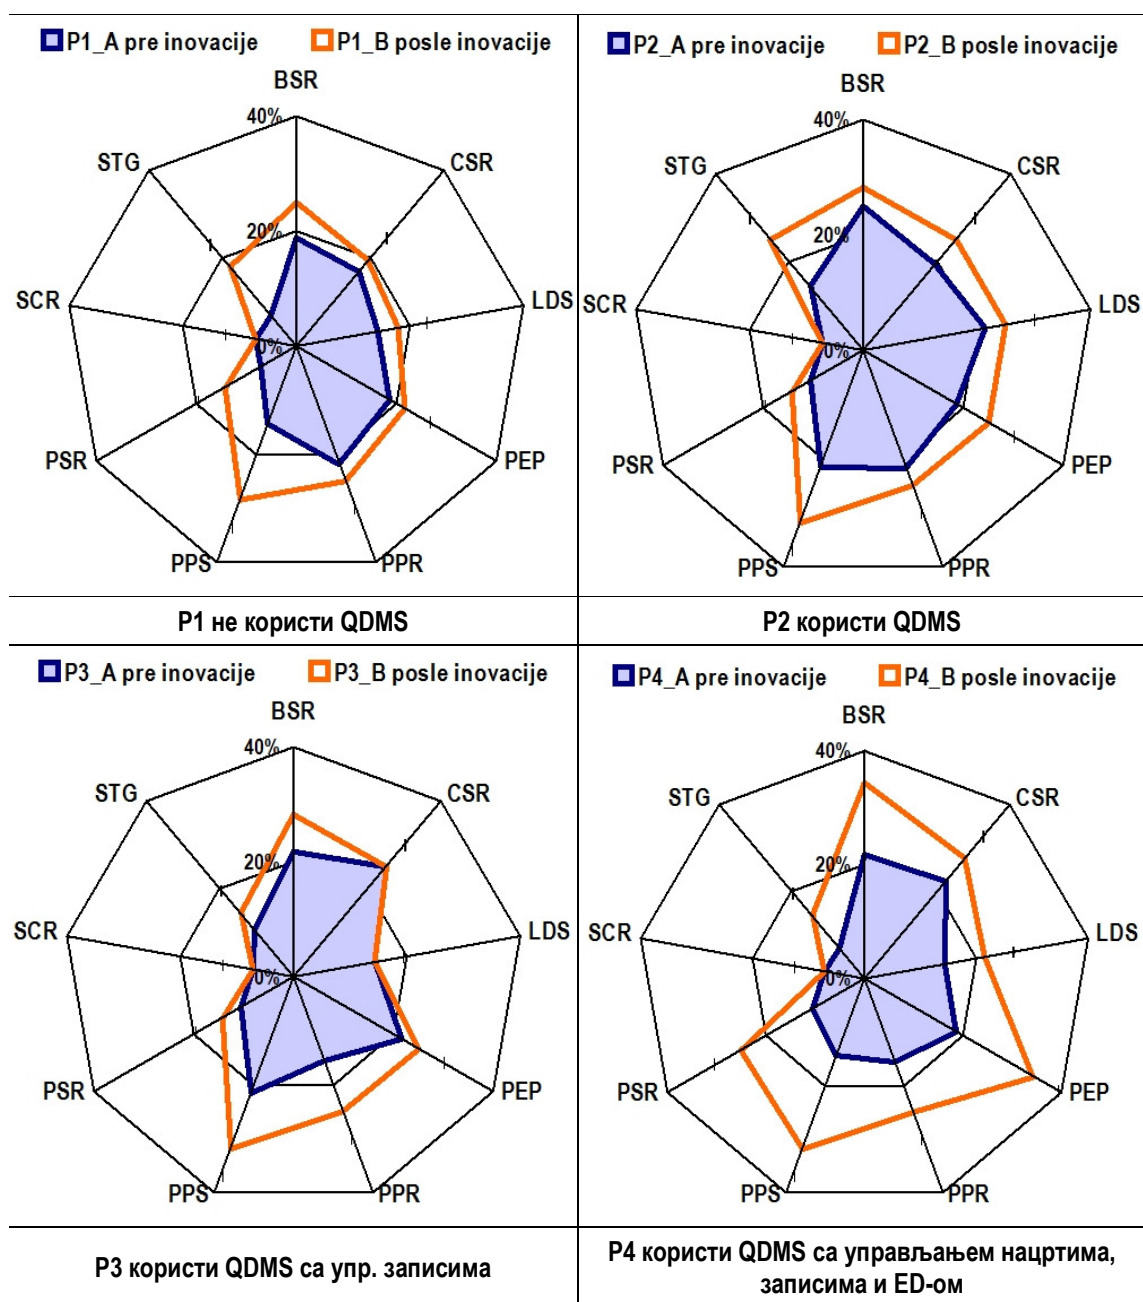 P1_A pre inovacije P1_B posle inovacije
BSR
40%
STG CSR
20%
SCR LDS
0%
PSR PEP
PPS PPR
P1 не користи QDMS
P2_A pre inovacije P2_B posle inovacije
BSR
40%
STG CSR
20%
SCR LDS
0%
PSR PEP
PPS PPR
P2 користи QDMS
P3_A pre inovacije P3_B posle inovacije
BSR
40%
STG CSR
20%
SCR LDS
0%
PSR PEP
PPS PPR
P3 користи QDMS са упр. записима
P4_A pre inovacije P4_B posle inovacije
BSR
40%
STG CSR
20%
SCR LDS
0%
PSR PEP
PPS PPR
P4 користи QDMS са управљањем нацртима,
записима и ED-ом